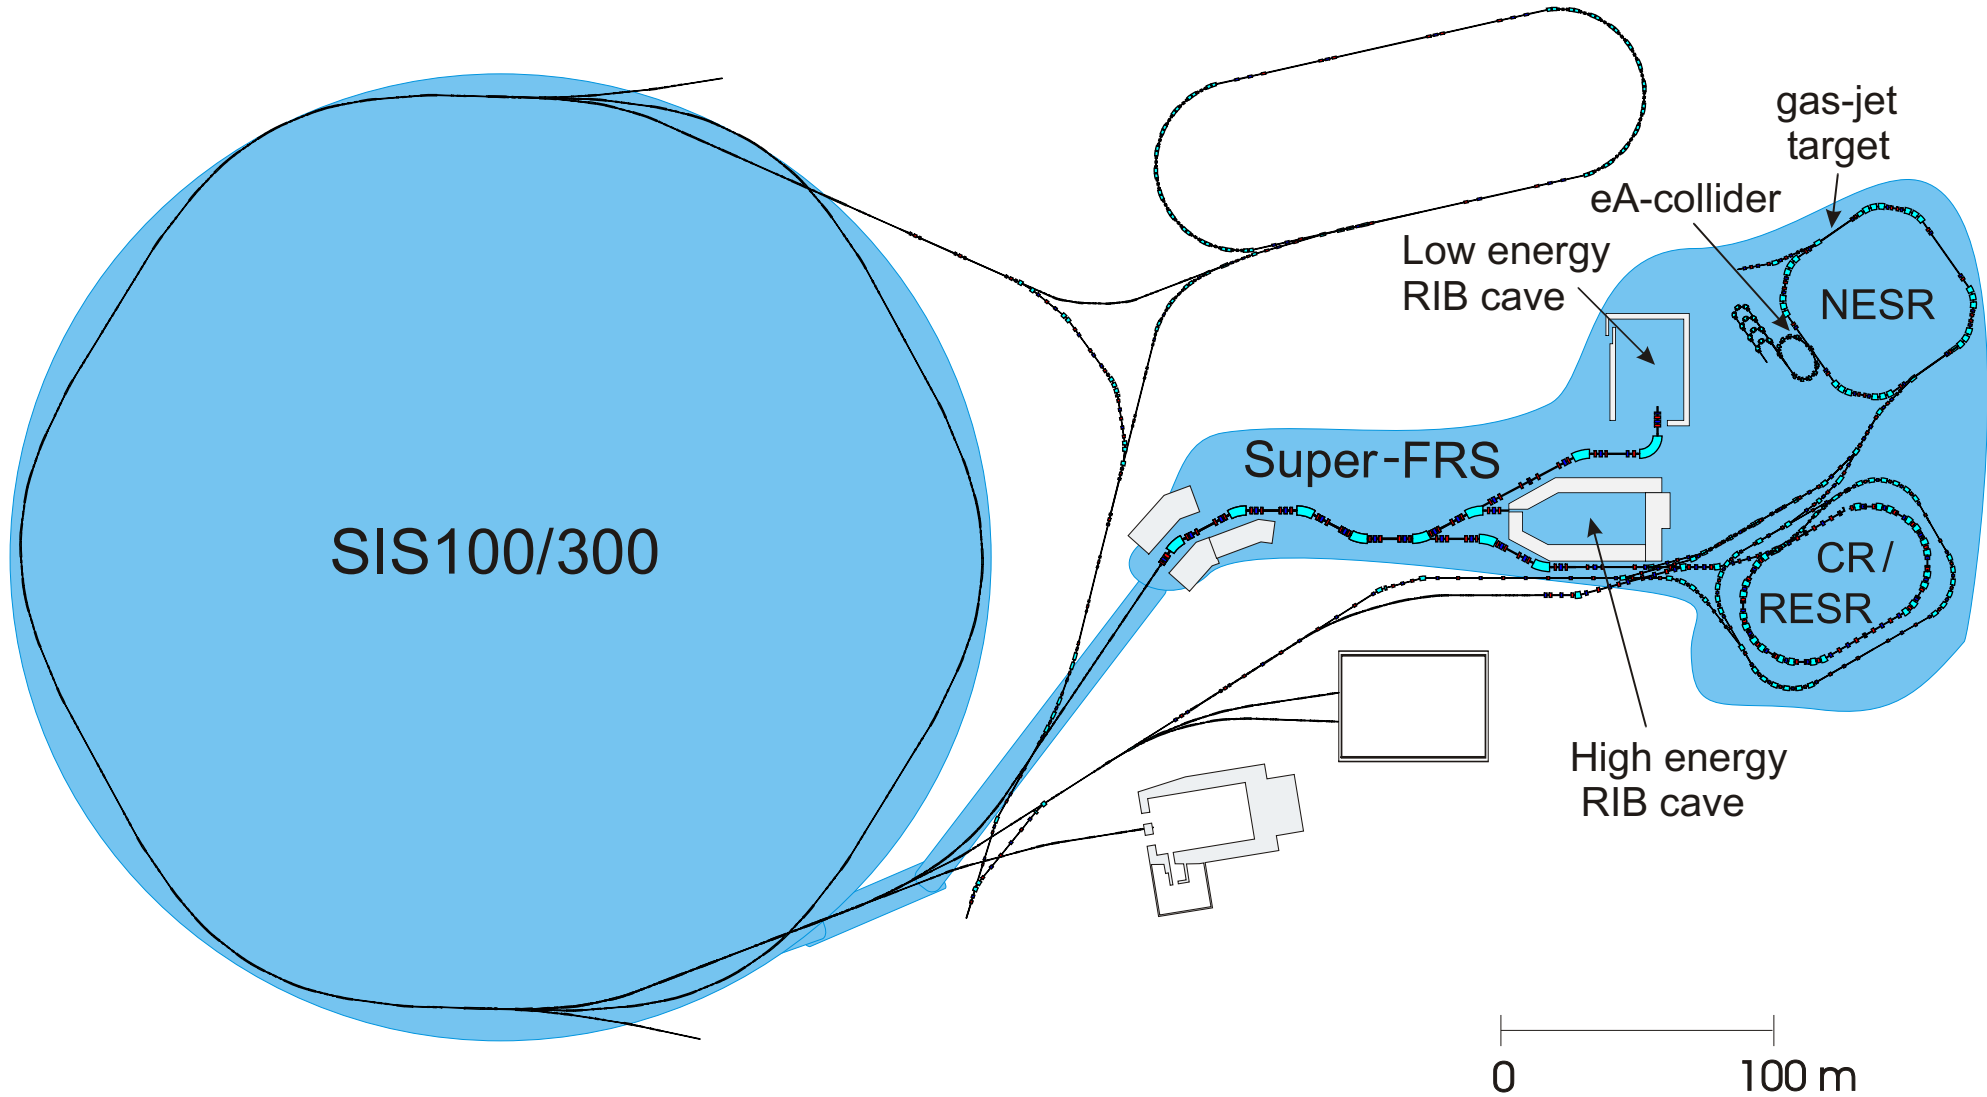 gas-jet
target
eA-collider
Low energy
RIB cave
NESR
Super-FRS
SIS100/300
CR/
RESR
High energy
RIB cave
0 100 m